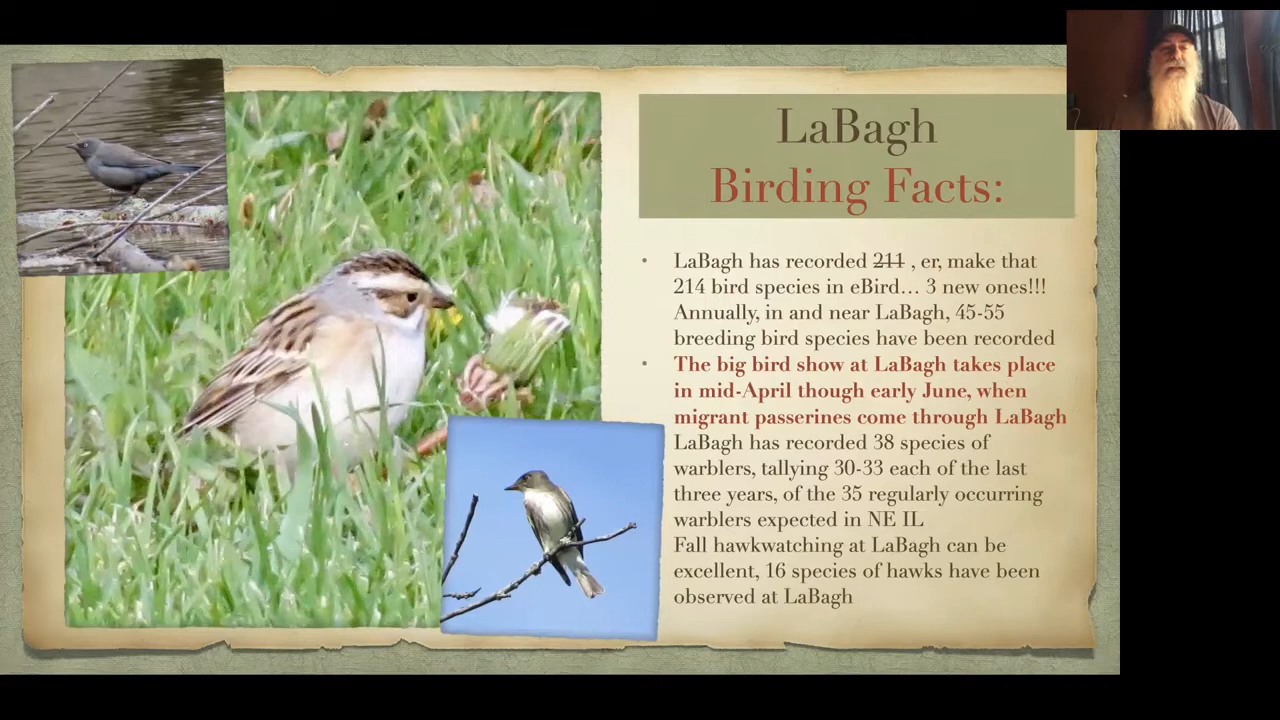 LaBagh
Birding Facts:
• LaBagh has recorded 211 , er, make that
214 bird species in eBird... 3 new ones!!!
Annually, in and near LaBagh, 45-55
breeding bird species have been recorded
• The big bird show at LaBagh takes place
in mid-April though early June, when
migrant passerines come through LaBagh
LaBagh has recorded 38 species of
warblers, tallying 30-33 each of the last
three years, of the 35 regularly occurring
warblers expected in NE IL
Fall hawkwatching at LaBagh can be
excellent, 16 species of hawks have been
observed at LaBagh